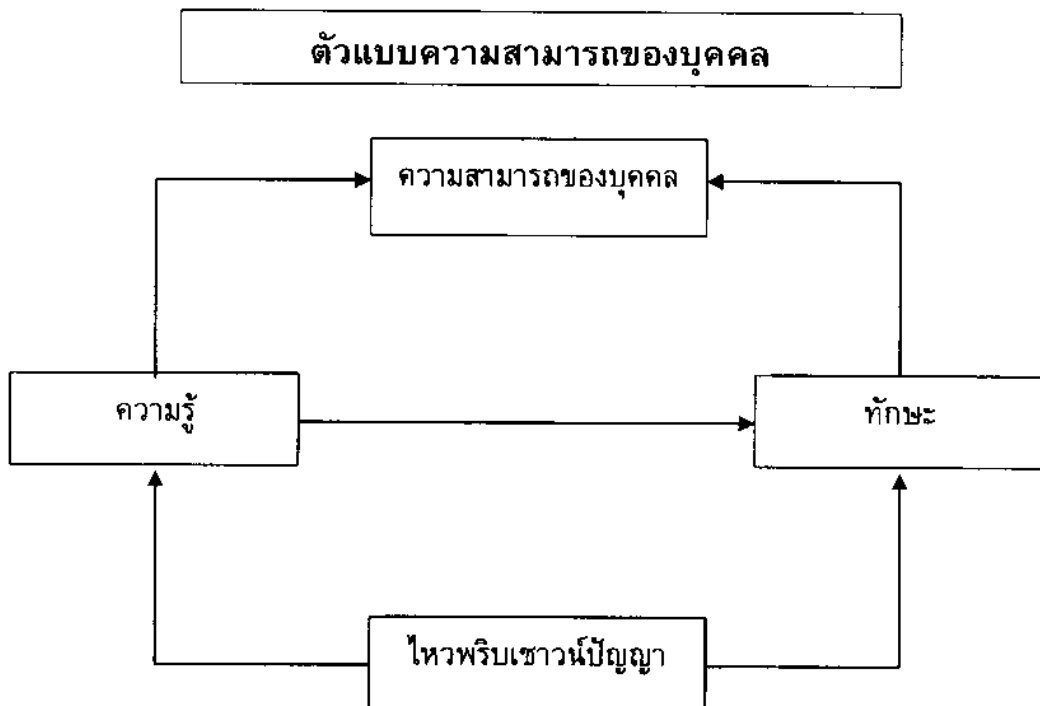 ตัวแบบความสามารถของบุคคล
ความสามารถของบุคคล
ความรู้
ทักษะ
ไหวพริบเชาวน์ปัญญา